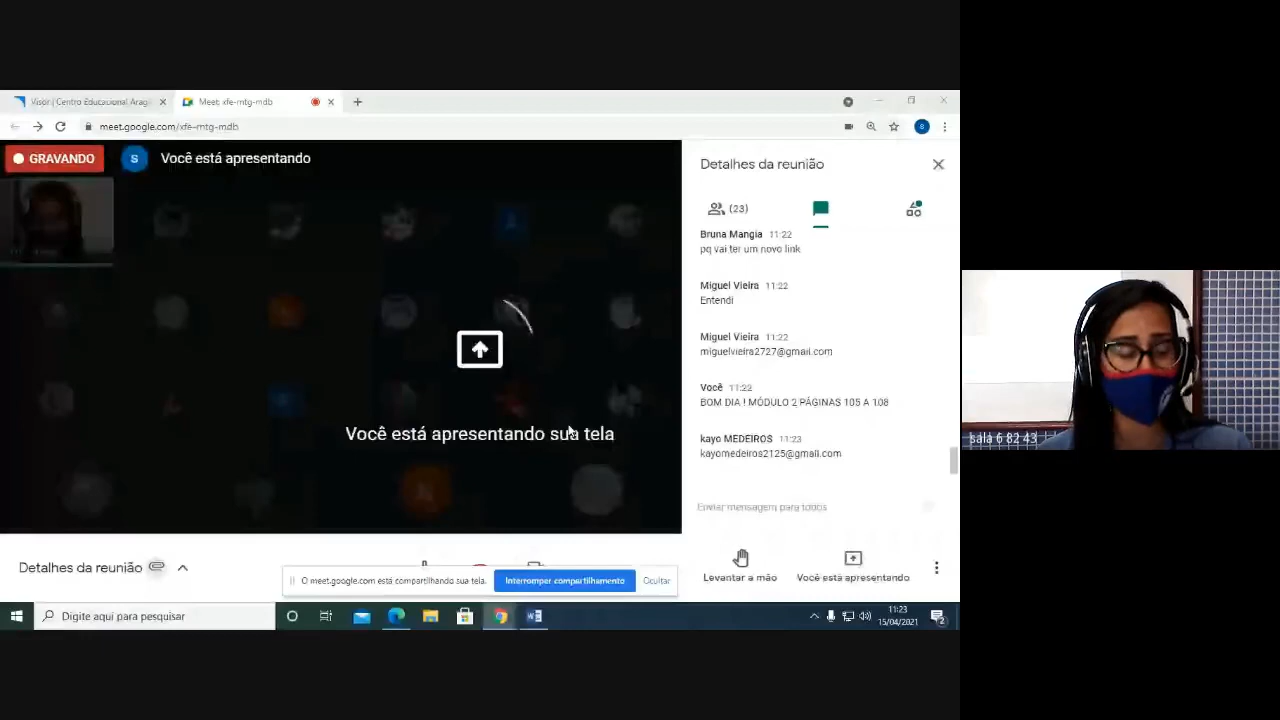 Visor | Centro Educacional Arag
Meet: xfe-mtg-mdb
meet.google.com/xfe-mtg-mdb
S
GRAVANDO
S
Você está apresentando
Você está apresentando sua tela
Detalhes da reunião
(23)
Bruna Mangia 11:22
pq vai ter um novo link
Miguel Vieira 11:22
Entendi
Miguel Vieira 11:22
miguelvieira2727@gmail.com
Você 11:22
BOM DIA ! MÓDULO 2 PÁGINAS 105 A 108
kayo MEDEIROS 11:23
kayomedeiros2125@gmail.com
Enviar mensagem para todos
Levantar a mão
Você está apresentando
Detalhes da reunião
O meet.google.com está compartilhando sua tela.
Interromper compartilhamento
Ocultar
Digite aqui para pesquisar
11:23
15/04/2021
2
sala 6 82 43